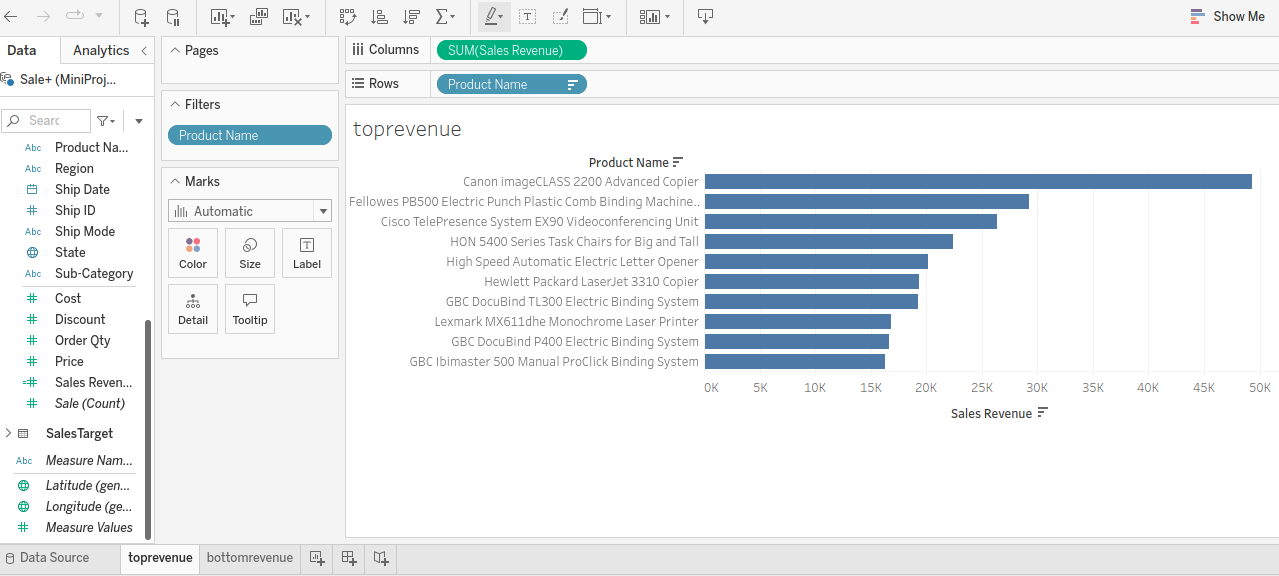 Show Me
Data
Analytics
Pages
Columns
SUM(Sales Revenue)
Sale+ (MiniProj...
Rows
Product Name
Searc
Filters
Product Name
toprevenue
Abc Product Na...
Region
Abc Ship Date
Ship ID
Abc Ship Mode
State
Abc Sub-Category
Cost
Discount
Order Qty
Price
Sales Reven...
Sale (Count)
SalesTarget
Abc Measure Nam...
Latitude (gen...
Longitude (ge...
Measure Values
Marks
Automatic
Color
Size
Label
Detail
Tooltip
Product Name
Canon imageCLASS 2200 Advanced Copier
Fellowes PB500 Electric Punch Plastic Comb Binding Machine..
Cisco TelePresence System EX90 Videoconferencing Unit
HON 5400 Series Task Chairs for Big and Tall
High Speed Automatic Electric Letter Opener
Hewlett Packard LaserJet 3310 Copier
GBC DocuBind TL300 Electric Binding System
Lexmark MX611dhe Monochrome Laser Printer
GBC DocuBind P400 Electric Binding System
GBC Ibimaster 500 Manual ProClick Binding System
0K 5K 10K 15K 20K 25K 30K 35K 40K 45K 50K
Sales Revenue
Data Source
toprevenue
bottomrevenue